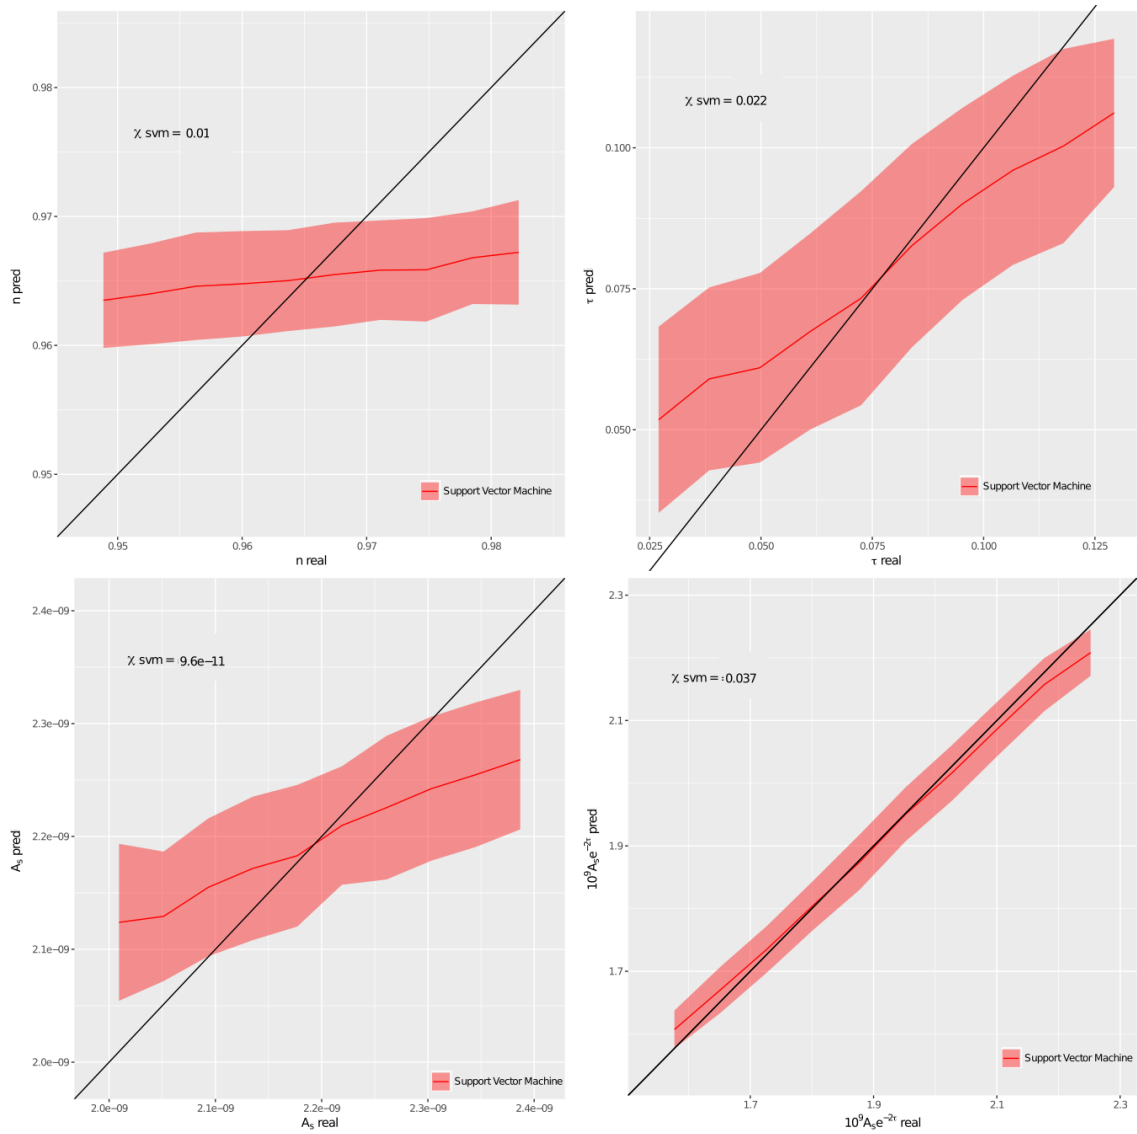 0.98
0.97
0.96
0.95
n pred
χ svm = 0.01
Support Vector Machine
0.95 0.96 0.97 0.98
n real
0.100
0.075
0.050
τ pred
χ svm = 0.022
Support Vector Machine
0.025 0.050 0.075 0.100 0.125
τ real
2.4e−09
2.3e−09
2.2e−09
2.1e−09
2.0e−09
Aₛ pred
χ svm = 9.6e−11
Support Vector Machine
2.0e−09 2.1e−09 2.2e−09 2.3e−09 2.4e−09
Aₛ real
2.3
2.1
1.9
1.7
10⁹Aₛe⁻²ᵗ pred
χ svm = 0.037
Support Vector Machine
1.7 1.9 2.1 2.3
10⁹Aₛe⁻²ᵗ real